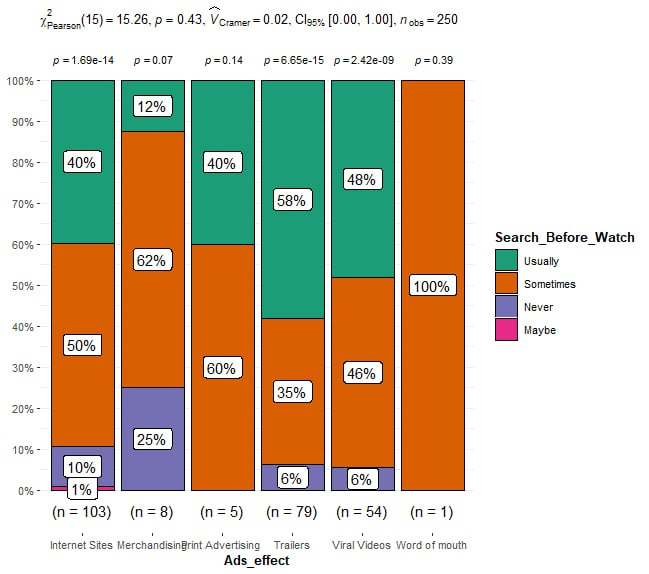 χ²Pearson(15) = 15.26, p = 0.43, V̂Cramer = 0.02, CI95% [0.00, 1.00], nobs = 250
p = 1.69e-14 p = 0.07 p = 0.14 p = 6.65e-15 p = 2.42e-09 p = 0.39
100%
90%
80%
70%
60%
50%
40%
30%
20%
10%
0%
40%
50%
10%
1%
12%
62%
25%
40%
60%
58%
35%
6%
48%
46%
6%
100%
(n = 103) (n = 8) (n = 5) (n = 79) (n = 54) (n = 1)
Internet Sites Merchandising Print Advertising Trailers Viral Videos Word of mouth
Ads_effect
Search_Before_Watch
Usually
Sometimes
Never
Maybe